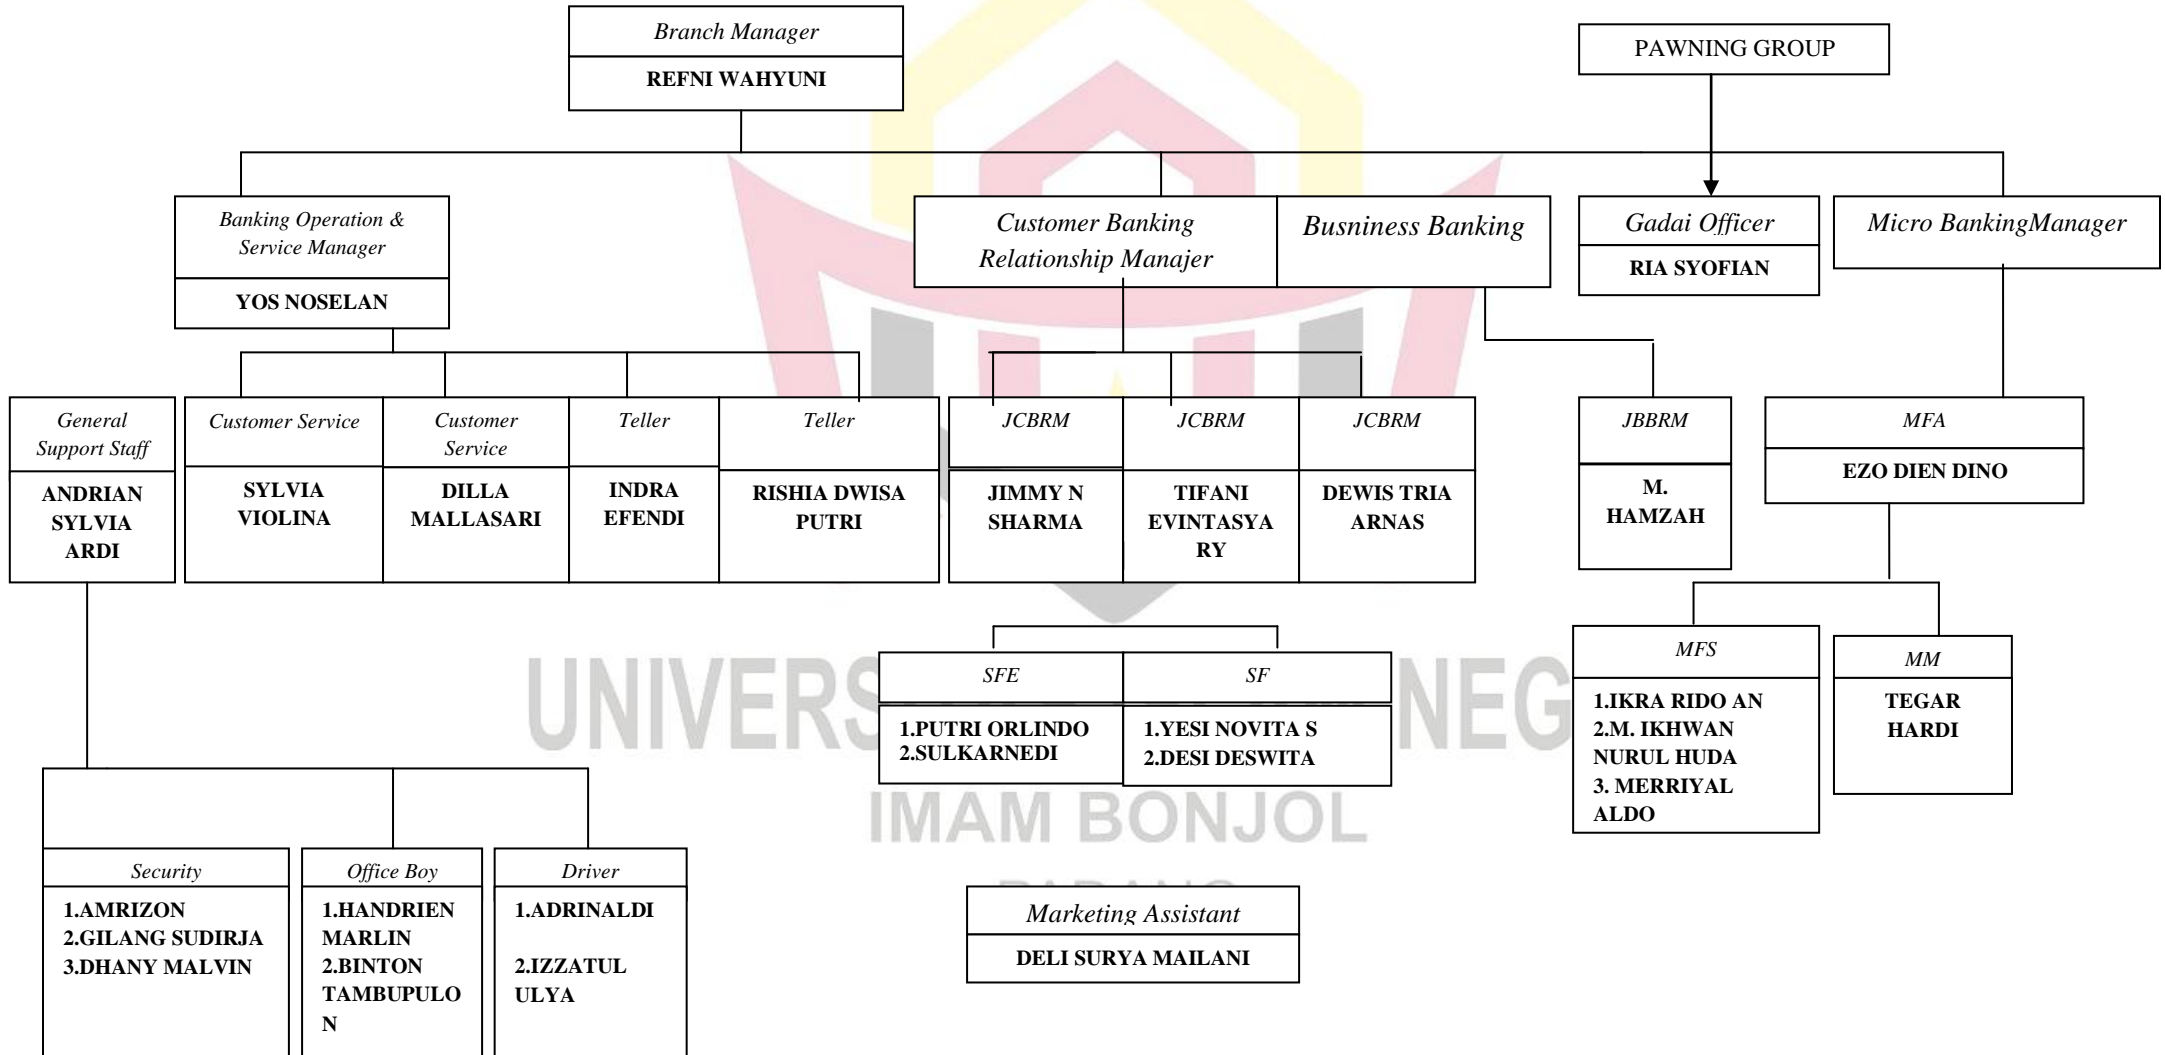 Branch Manager
REFNI WAHYUNI
PAWNING GROUP
Banking Operation &
Service Manager
YOS NOSELAN
Customer Banking
Relationship Manajer
Busniness Banking
Gadai Officer
RIA SYOFIAN
Micro BankingManager
General
Support Staff
ANDRIAN
SYLVIA
ARDI
Customer Service
SYLVIA
VIOLINA
Customer
Service
DILLA
MALLASARI
Teller
INDRA
EFENDI
Teller
RISHIA DWISA
PUTRI
JCBRM
JIMMY N
SHARMA
JCBRM
TIFANI
EVINTASYA
RY
JCBRM
DEWIS TRIA
ARNAS
JBBRM
M.
HAMZAH
MFA
EZO DIEN DINO
SFE
1.PUTRI ORLINDO
2.SULKARNEDI
SF
1.YESI NOVITA S
2.DESI DESWITA
MFS
1.IKRA RIDO AN
2.M. IKHWAN
NURUL HUDA
3. MERRIYAL
ALDO
MM
TEGAR
HARDI
IMAM BONJOL
Security
1.AMRIZON
2.GILANG SUDIRJA
3.DHANY MALVIN
Office Boy
1.HANDRIEN
MARLIN
2.BINTON
TAMBUPULO
N
Driver
1.ADRINALDI
2.IZZATUL
ULYA
Marketing Assistant
DELI SURYA MAILANI